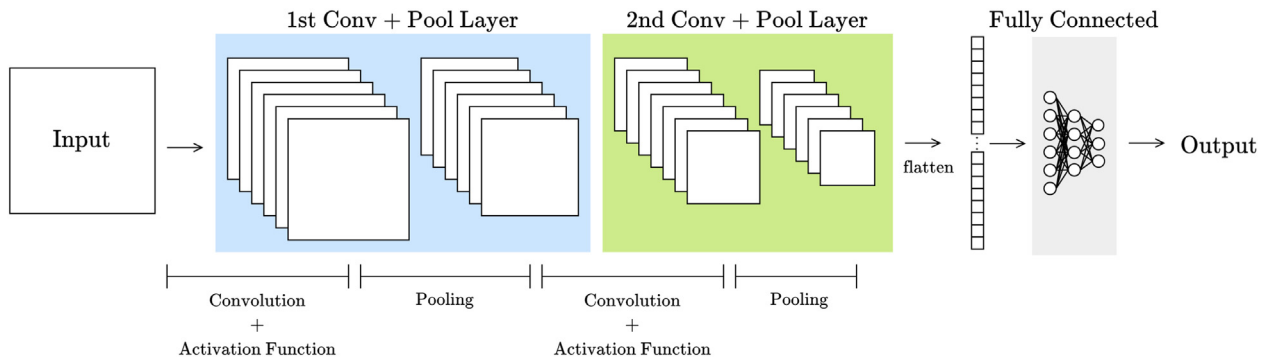 1st Conv + Pool Layer
2nd Conv + Pool Layer
Fully Connected
Input
flatten
Output
Convolution
+
Activation Function
Pooling
Convolution
+
Activation Function
Pooling